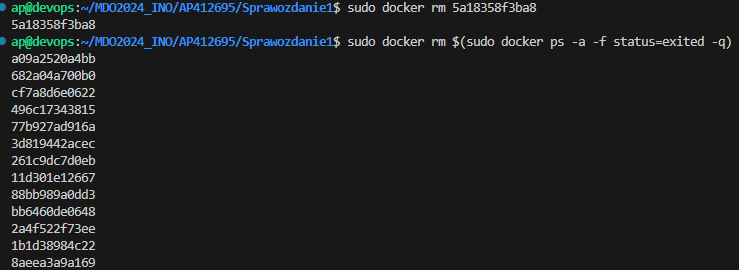 ap@devops:~/MDO2024_INO/AP412695/Sprawozdanie1$ sudo docker rm 5a18358f3ba8
5a18358f3ba8
ap@devops:~/MDO2024_INO/AP412695/Sprawozdanie1$ sudo docker rm $(sudo docker ps -a -f status=exited -q)
a09a2520a4bb
682a04a700b0
cf7a8d6e0622
496c17343815
77b927ad916a
3d819442acec
261c9dc7d0eb
11d301e12667
88bb989a0dd3
bb6460de0648
2a4f522f73ee
1b1d38984c22
8aeea3a9a169